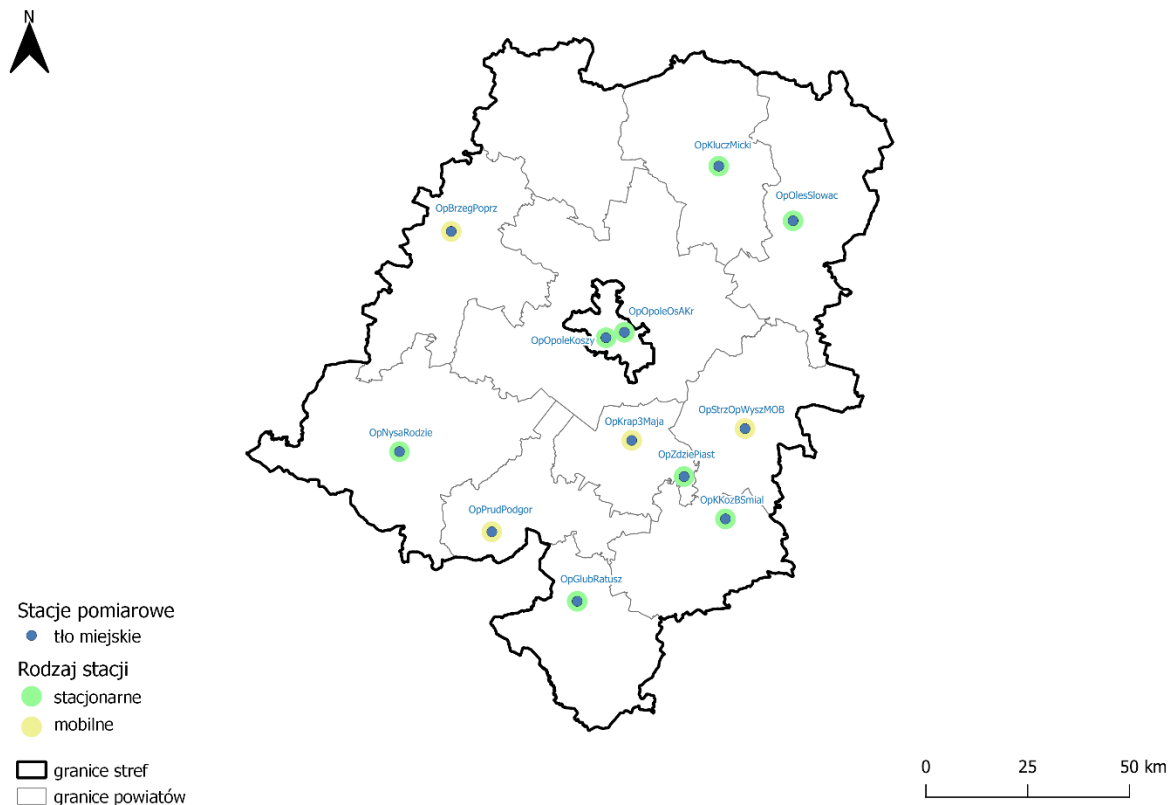 N
OpKluczMicki
OpOlesSlowac
OpBrzegPoprz
OpOpoleOsAKr
OpOpoleKoszy
OpStrzOpWyszMOB
OpKrap3Maja
OpNysaRodzie
OpZdziePiast
OpKKozBSmial
OpPrudPodgor
OpGlubRatusz
Stacje pomiarowe
tło miejskie
Rodzaj stacji
stacjonarne
mobilne
granice stref
granice powiatów
0 25 50 km